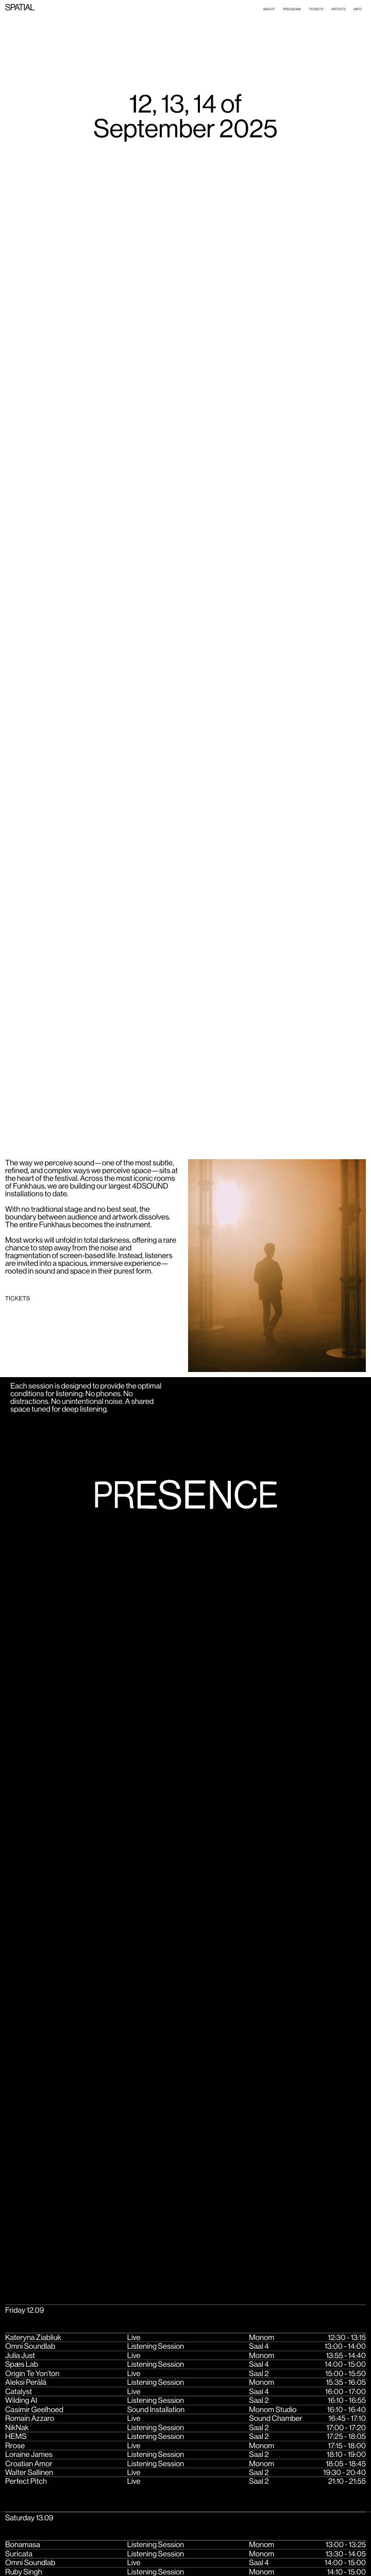 SPATIAL
ABOUT PROGRAM TICKETS ARTISTS INFO
12, 13, 14 of
September 2025
The way we perceive sound—one of the most subtle,
refined, and complex ways we perceive space—sits at
the heart of the festival. Across the most iconic rooms
of Funkhaus, we are building our largest 4DSOUND
installations to date.
With no traditional stage and no best seat, the
boundary between audience and artwork dissolves.
The entire Funkhaus becomes the instrument.
Most works will unfold in total darkness, offering a rare
chance to step away from the noise and
fragmentation of screen-based life. Instead, listeners
are invited into a spacious, immersive experience—
rooted in sound and space in their purest form.
TICKETS
Each session is designed to provide the optimal
conditions for listening: No phones. No
distractions. No unintentional noise. A shared
space tuned for deep listening.
PRESENCE
Friday 12.09
Kateryna Ziabliuk Live Monom 12:30 - 13:15
Omni Soundlab Listening Session Saal 4 13:00 - 14:00
Julia Just Live Monom 13:55 - 14:40
Spæs Lab Listening Session Saal 4 14:00 - 15:00
Origin Te Yon'ton Live Saal 2 15:00 - 15:50
Aleksi Perälä Listening Session Monom 15:35 - 16:05
Catalyst Live Saal 4 16:00 - 17:00
Wilding AI Listening Session Saal 2 16:10 - 16:55
Casimir Geelhoed Sound Installation Monom Studio 16:10 - 16:40
Romain Azzaro Live Sound Chamber 16:45 - 17:10
NikNak Listening Session Saal 2 17:00 - 17:20
HEMS Listening Session Saal 2 17:25 - 18:05
Rrose Live Monom 17:15 - 18:00
Loraine James Listening Session Saal 2 18:10 - 19:00
Croatian Amor Listening Session Monom 18:05 - 18:45
Walter Sallinen Live Saal 2 19:30 - 20:40
Perfect Pitch Live Saal 2 21:10 - 21:55
Saturday 13.09
Bonamasa Listening Session Monom 13:00 - 13:25
Suricata Listening Session Monom 13:30 - 14:05
Omni Soundlab Live Saal 4 14:00 - 15:00
Ruby Singh Listening Session Monom 14:10 - 15:00